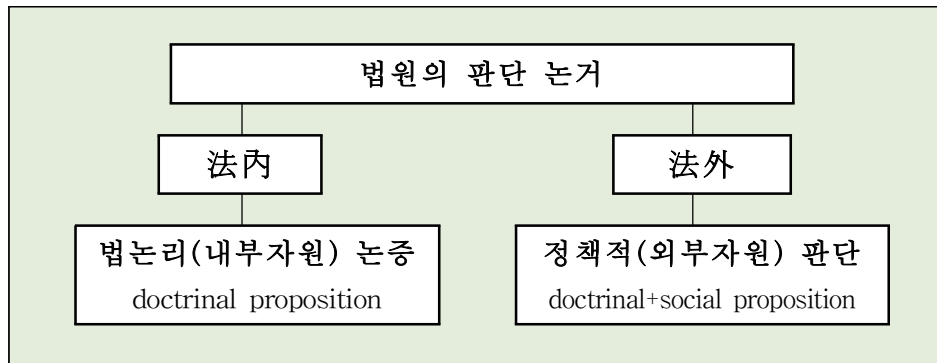 법원의 판단 논거
法內
法外
법논리(내부자원) 논증
doctrinal proposition
정책적(외부자원) 판단
doctrinal+social proposition